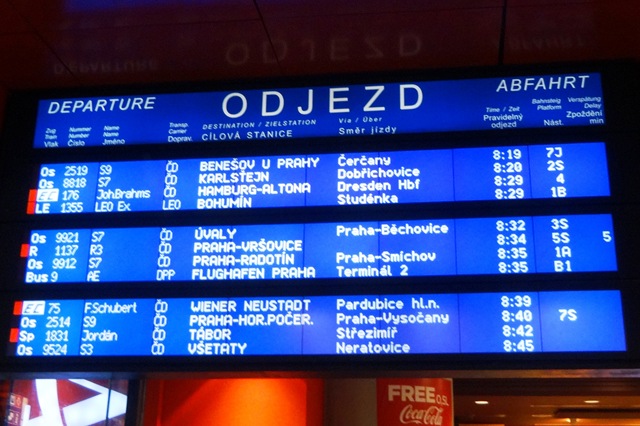 DEPARTURE ODJEZD ABFAHRT
Zug Nummer Name Transp. DESTINATION / ZIELSTATION Via / Über Time / Zeit Bahnsteig Verspätung
Train Number Name Carrier CÍLOVÁ STANICE Směr jízdy Pravidelný Platform Delay
Vlak Číslo Jméno Doprav. odjezd Nást. Zpoždění min
Os 2519 S9 ČD BENEŠOV U PRAHY Čerčany 8:19 7J
Os 8818 S7 ČD KARLŠTEJN Dobřichovice 8:20 2S
EC 176 Joh.Brahms ČD HAMBURG-ALTONA Dresden Hbf 8:29 4
LE 1355 LEO Ex. LEO BOHUMÍN Studénka 8:29 1B
Os 9921 S7 ČD ÚVALY Praha-Běchovice 8:32 3S
R 1137 R3 ČD PRAHA-VRŠOVICE 8:34 5S 5
Os 9912 S7 ČD PRAHA-RADOTÍN Praha-Smíchov 8:35 1A
Bus 9 AE DPP FLUGHAFEN PRAHA Terminál 2 8:35 B1
EC 75 F.Schubert ČD WIENER NEUSTADT Pardubice hl.n. 8:39
Os 2514 S9 ČD PRAHA-HOR.POČER. Praha-Vysočany 8:40 7S
Sp 1831 Jordán ČD TÁBOR Střezimíř 8:42
Os 9524 S3 ČD VŠETATY Neratovice 8:45
FREE 0,5L
Coca-Cola